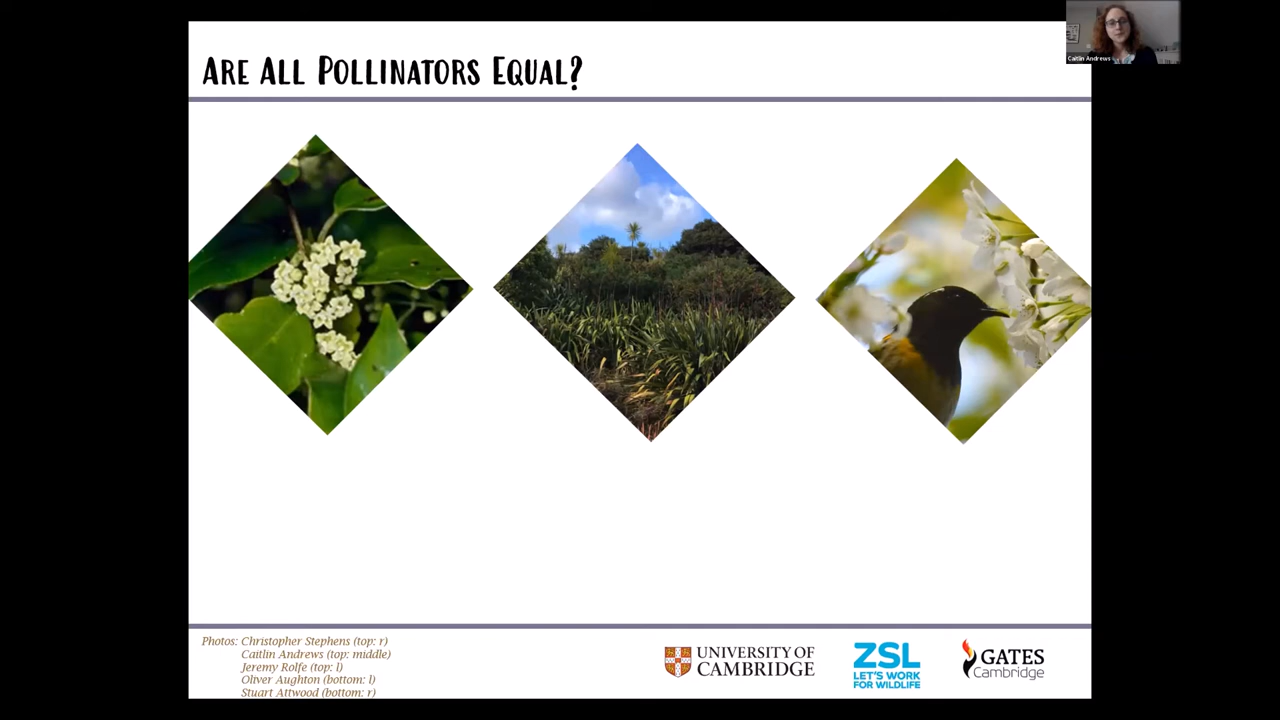 Caitlin Andrews
ARE ALL POLLINATORS EQUAL?
Photos: Christopher Stephens (top: r)
Caitlin Andrews (top: middle)
Jeremy Rolfe (top: l)
Oliver Aughton (bottom: l)
Stuart Attwood (bottom: r)
UNIVERSITY OF
CAMBRIDGE
ZSL
LET'S WORK
FOR WILDLIFE
GATES
Cambridge